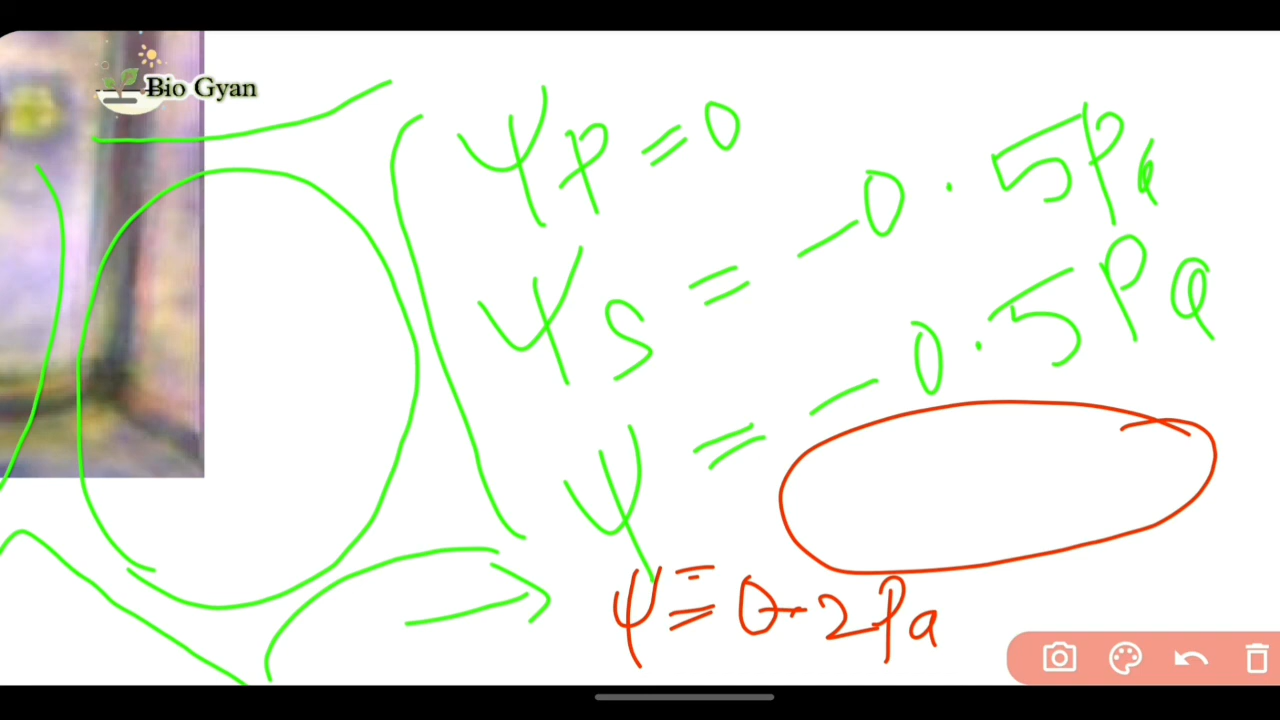 Bio Gyan
ψp = 0
ψs = -0.5Pa
ψ = -0.5Pa
ψ = 0.2Pa